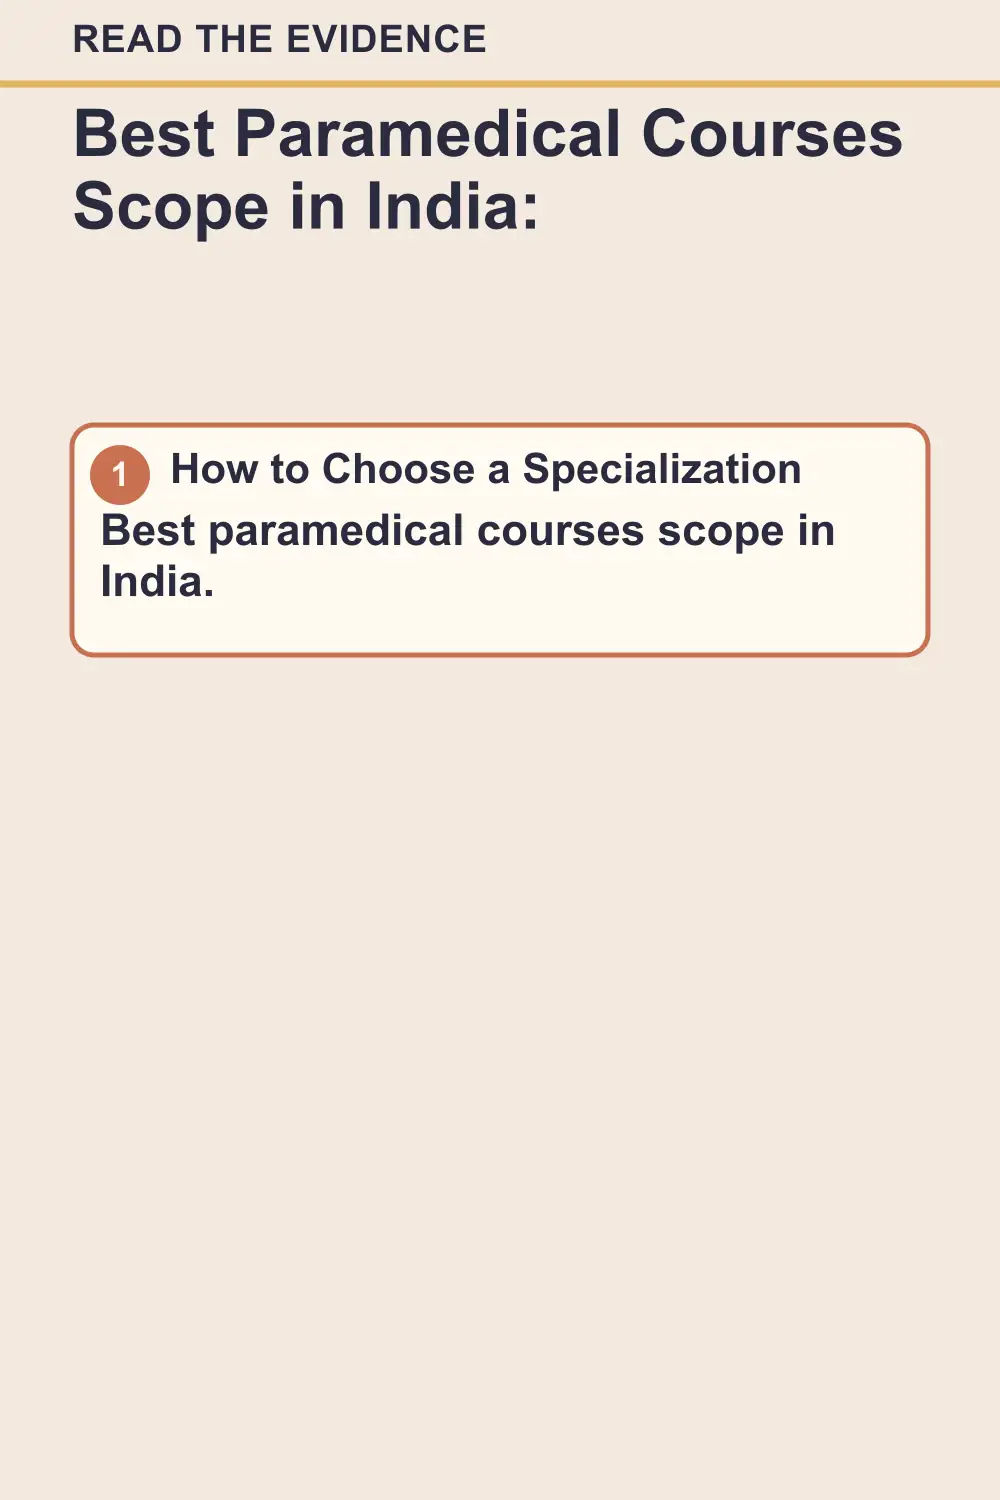 READ THE EVIDENCE
Best Paramedical Courses
Scope in India:
1 How to Choose a Specialization
Best paramedical courses scope in
India.